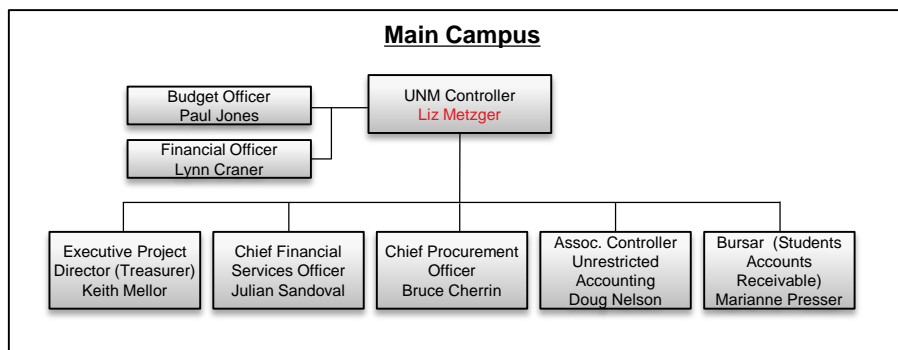 Main Campus
UNM Controller
Liz Metzger
Budget Officer
Paul Jones
Financial Officer
Lynn Craner
Executive Project
Director (Treasurer)
Keith Mellor
Chief Financial
Services Officer
Julian Sandoval
Chief Procurement
Officer
Bruce Cherrin
Assoc. Controller
Unrestricted
Accounting
Doug Nelson
Bursar (Students
Accounts
Receivable)
Marianne Presser